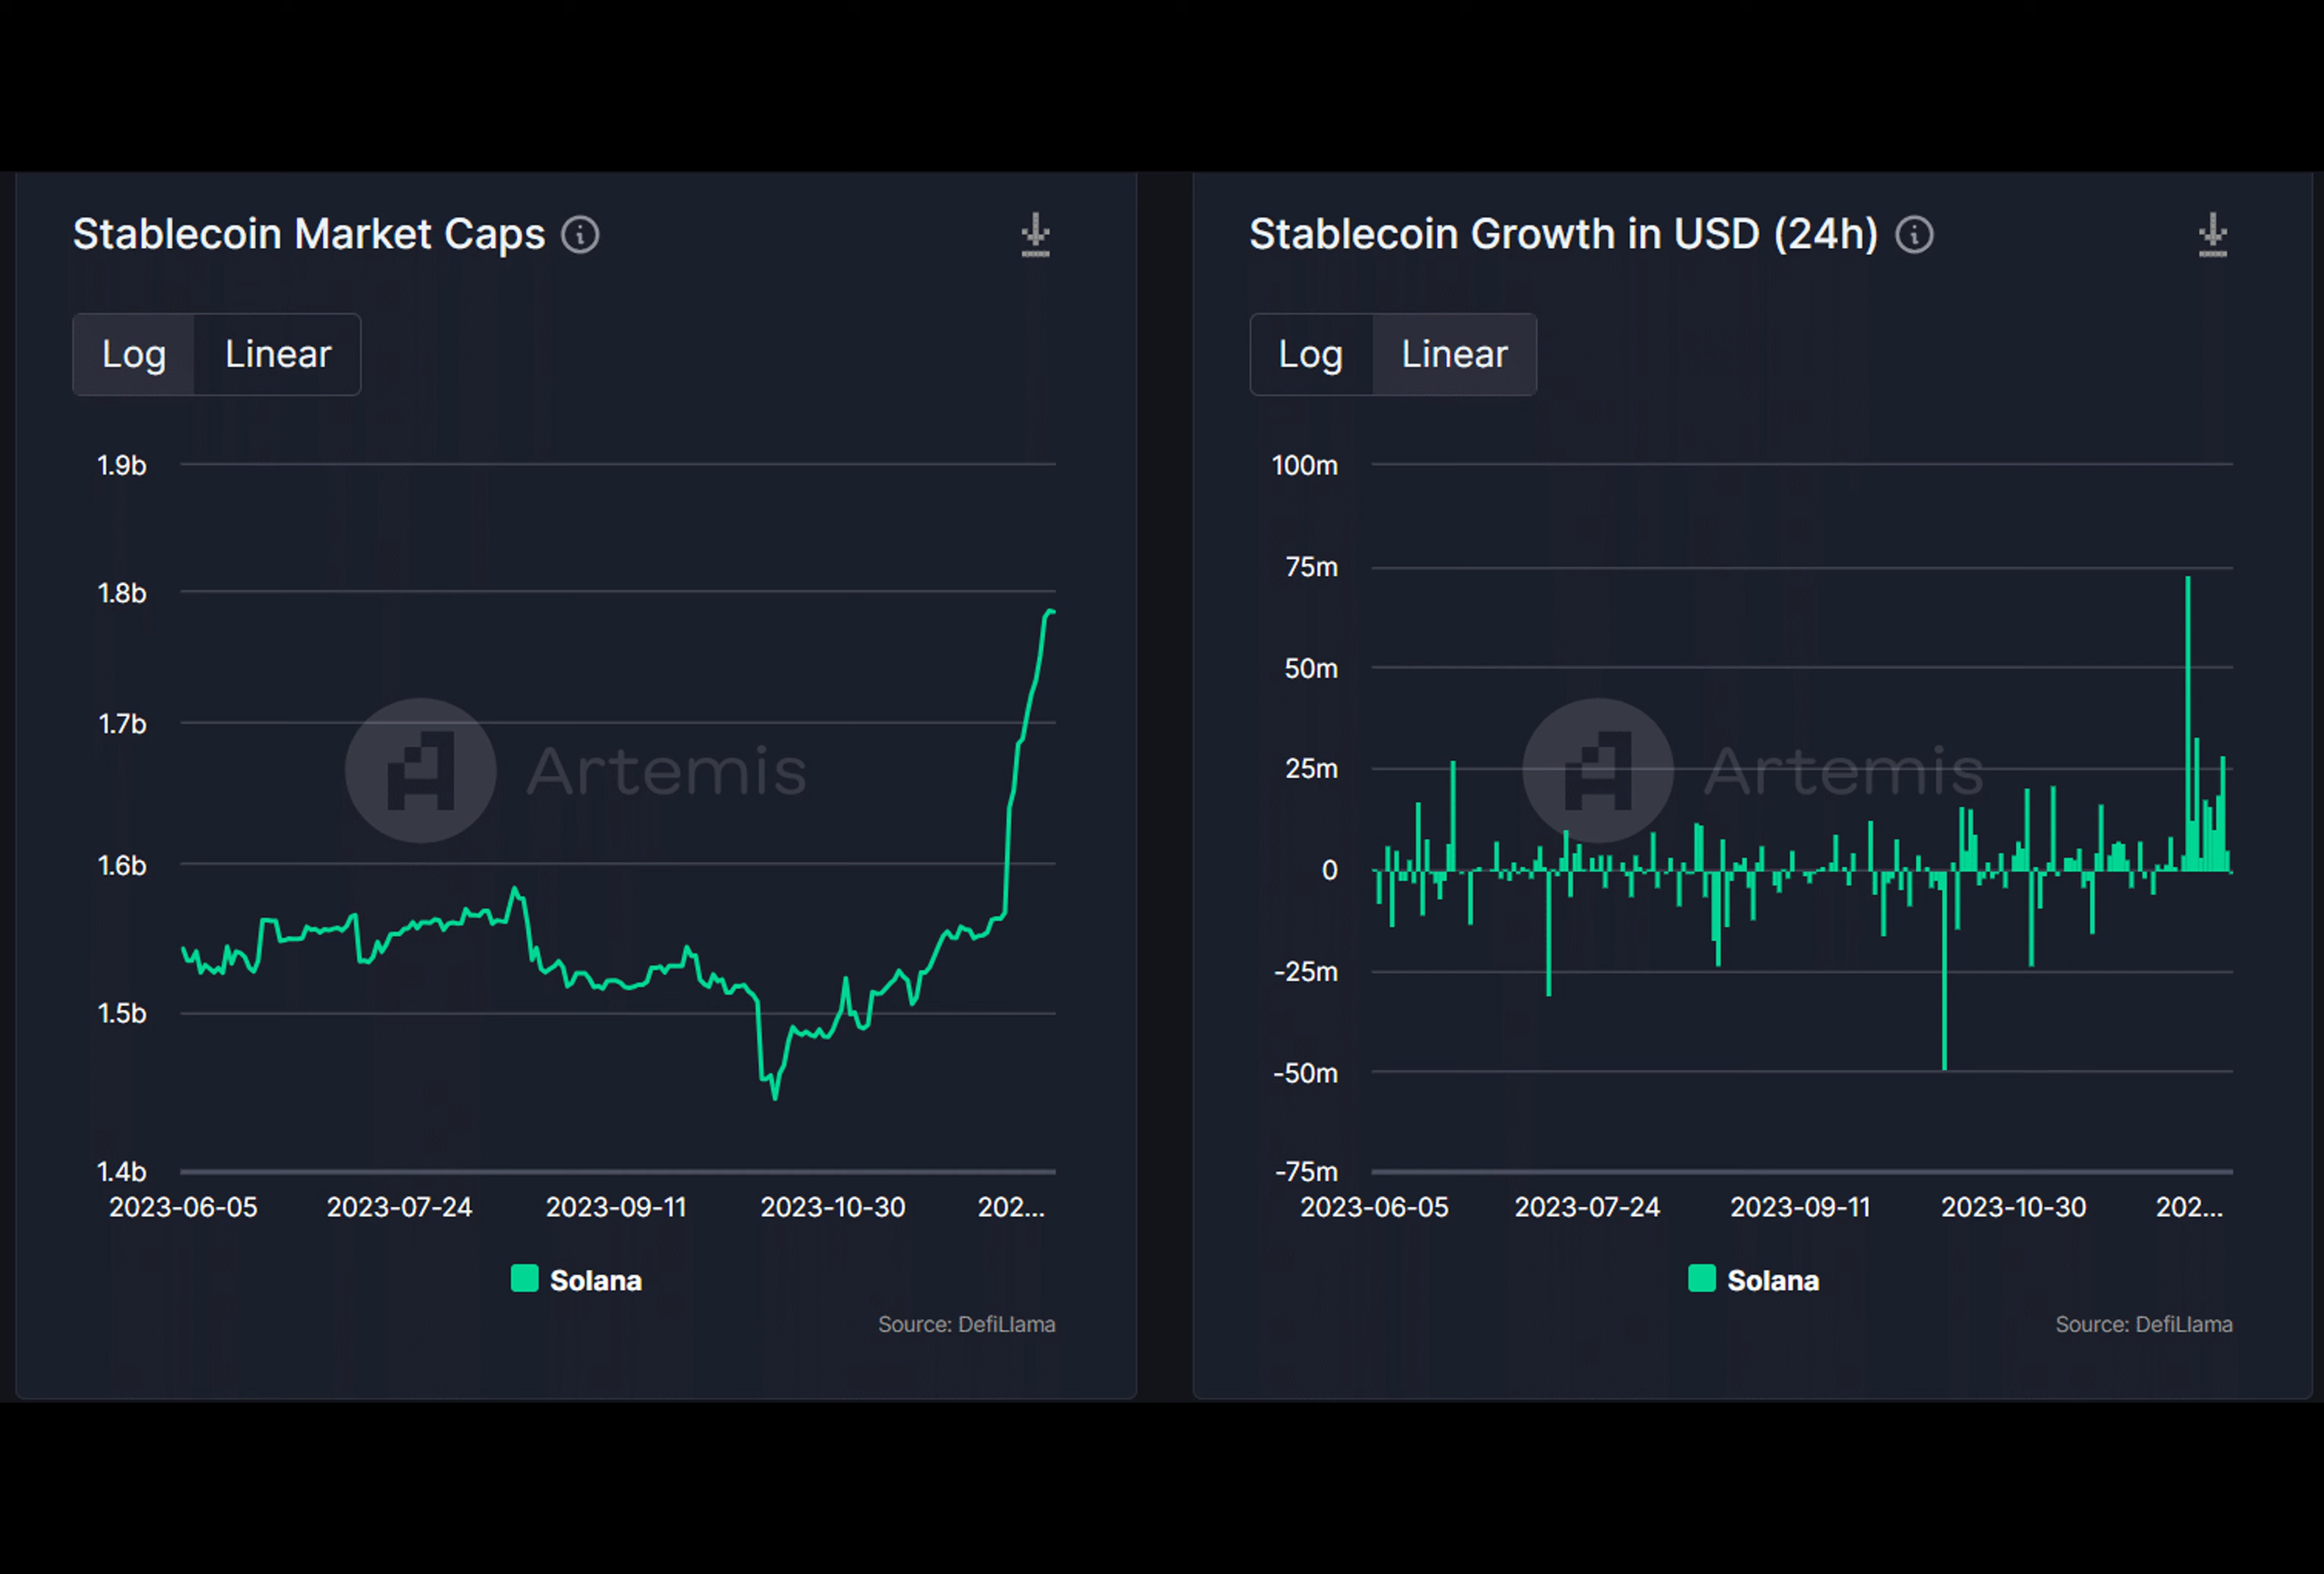 Stablecoin Market Caps
Log Linear
1.9b
1.8b
1.7b
1.6b
1.5b
1.4b
Artemis
2023-06-05 2023-07-24 2023-09-11 2023-10-30 202...
Solana
Source: DefiLlama
Stablecoin Growth in USD (24h)
Log Linear
100m
75m
50m
25m
0
-25m
-50m
-75m
Artemis
2023-06-05 2023-07-24 2023-09-11 2023-10-30 202...
Solana
Source: DefiLlama